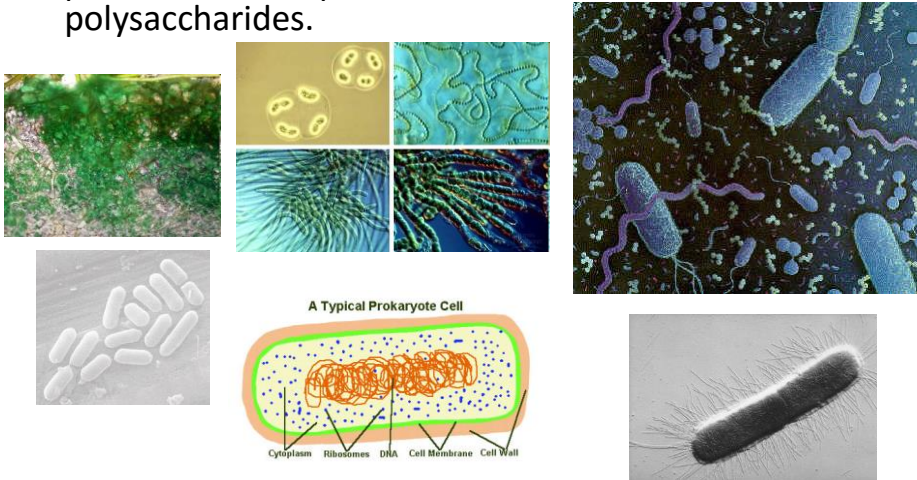 polysaccharides.
A Typical Prokaryote Cell
Cytoplasm Ribosomes DNA Cell Membrane Cell Wall